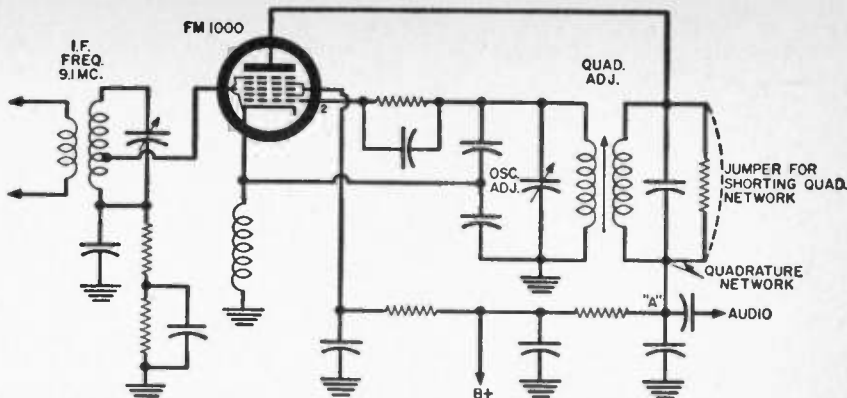 FM 1000
I.F.
FREQ.
9.1MC.
2
QUAD.
ADJ.
OSC.
ADJ.
JUMPER FOR
SHORTING QUAD.
NETWORK
QUADRATURE
NETWORK
"A"
AUDIO
B+